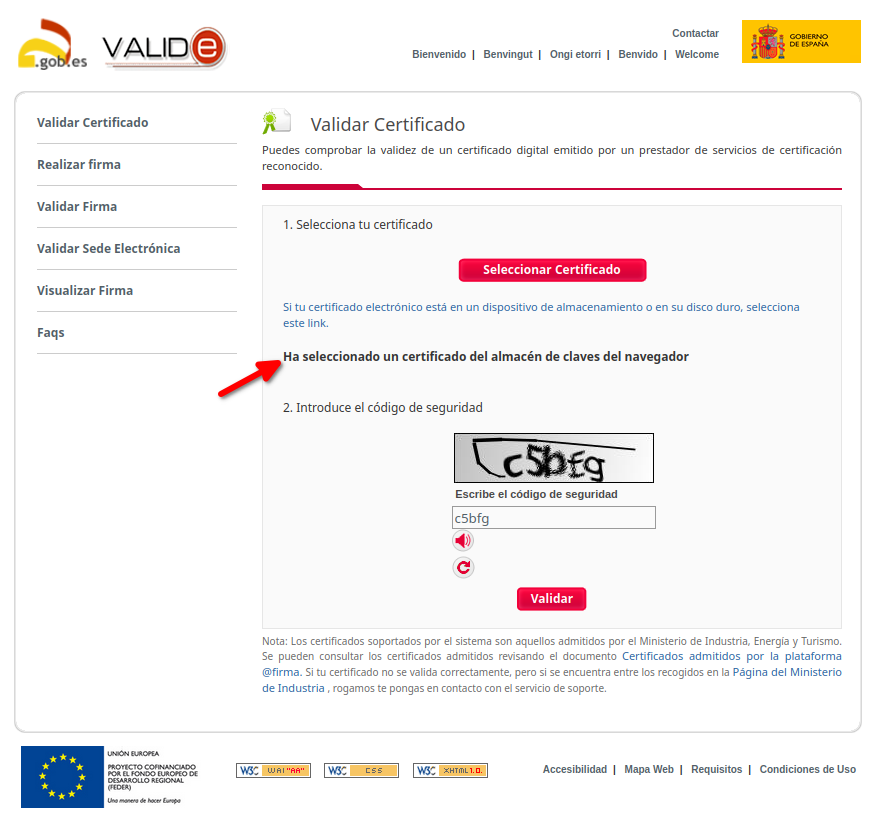 .gob.es
VALIDe
Contactar
Bienvenido | Benvingut | Ongi etorri | Benvido | Welcome
GOBIERNO
DE ESPAÑA
Validar Certificado
Realizar firma
Validar Firma
Validar Sede Electrónica
Visualizar Firma
Faqs
Validar Certificado
Puedes comprobar la validez de un certificado digital emitido por un prestador de servicios de certificación
reconocido.
1. Selecciona tu certificado
Seleccionar Certificado
Si tu certificado electrónico está en un dispositivo de almacenamiento o en su disco duro, selecciona
este link.
Ha seleccionado un certificado del almacén de claves del navegador
2. Introduce el código de seguridad
c5bfg
Escribe el código de seguridad
c5bfg
Validar
Nota: Los certificados soportados por el sistema son aquellos admitidos por el Ministerio de Industria, Energía y Turismo.
Se pueden consultar los certificados admitidos revisando el documento Certificados admitidos por la plataforma
@firma. Si tu certificado no se valida correctamente, pero si se encuentra entre los recogidos en la Página del Ministerio
de Industria , rogamos te pongas en contacto con el servicio de soporte.
UNIÓN EUROPEA
PROYECTO COFINANCIADO
POR EL FONDO EUROPEO DE
DESARROLLO REGIONAL
(FEDER)
Una manera de hacer Europa
W3C WAI "AA"
W3C CSS
W3C XHTML 1.0.
Accesibilidad | Mapa Web | Requisitos | Condiciones de Uso